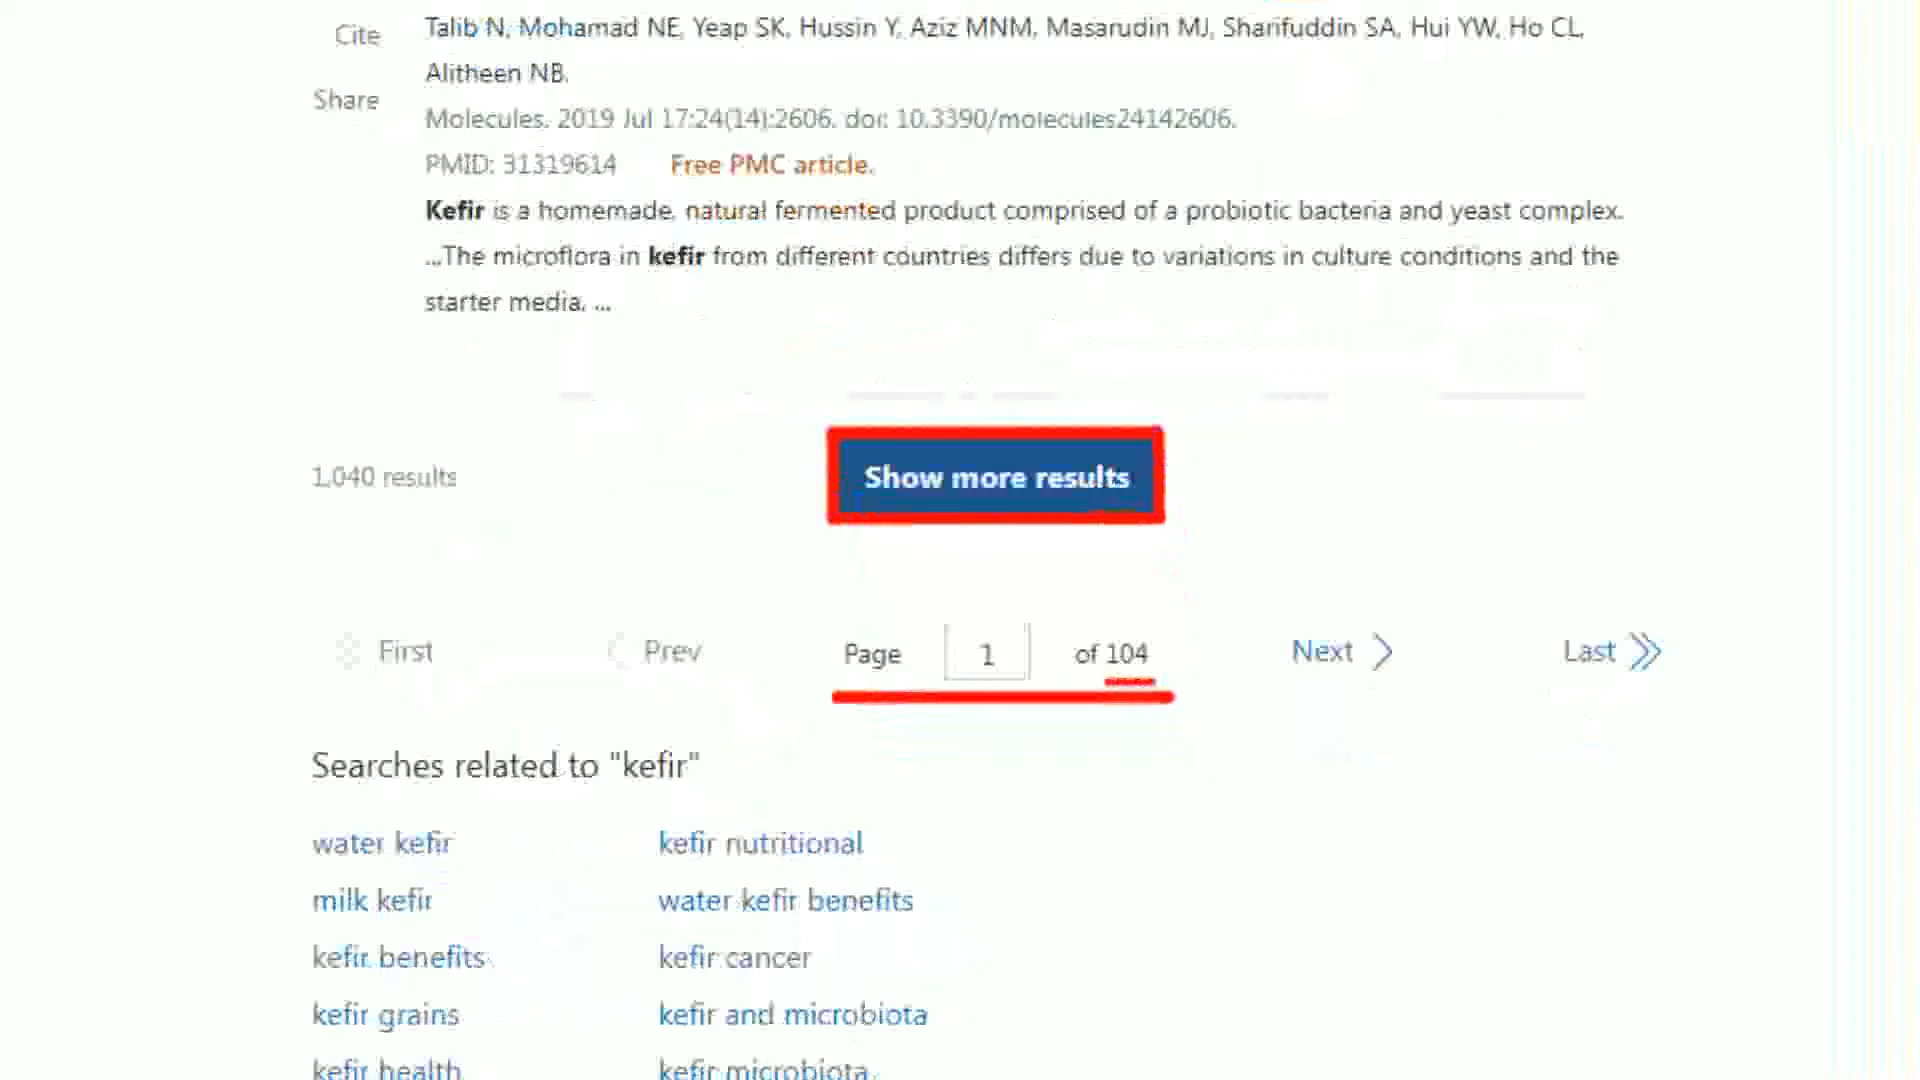 Cite
Talib N, Mohamad NE, Yeap SK, Hussin Y, Aziz MNM, Masarudin MJ, Sharifuddin SA, Hui YW, Ho CL,
Alitheen NB.
Share
Molecules. 2019 Jul 17;24(14):2606. doi: 10.3390/molecules24142606.
PMID: 31319614 Free PMC article.
Kefir is a homemade, natural fermented product comprised of a probiotic bacteria and yeast complex.
...The microflora in kefir from different countries differs due to variations in culture conditions and the
starter media. ...
1,040 results
Show more results
First Prev Page 1 of 104 Next Last
Searches related to "kefir"
water kefir kefir nutritional
milk kefir water kefir benefits
kefir benefits kefir cancer
kefir grains kefir and microbiota
kefir health kefir microbiota